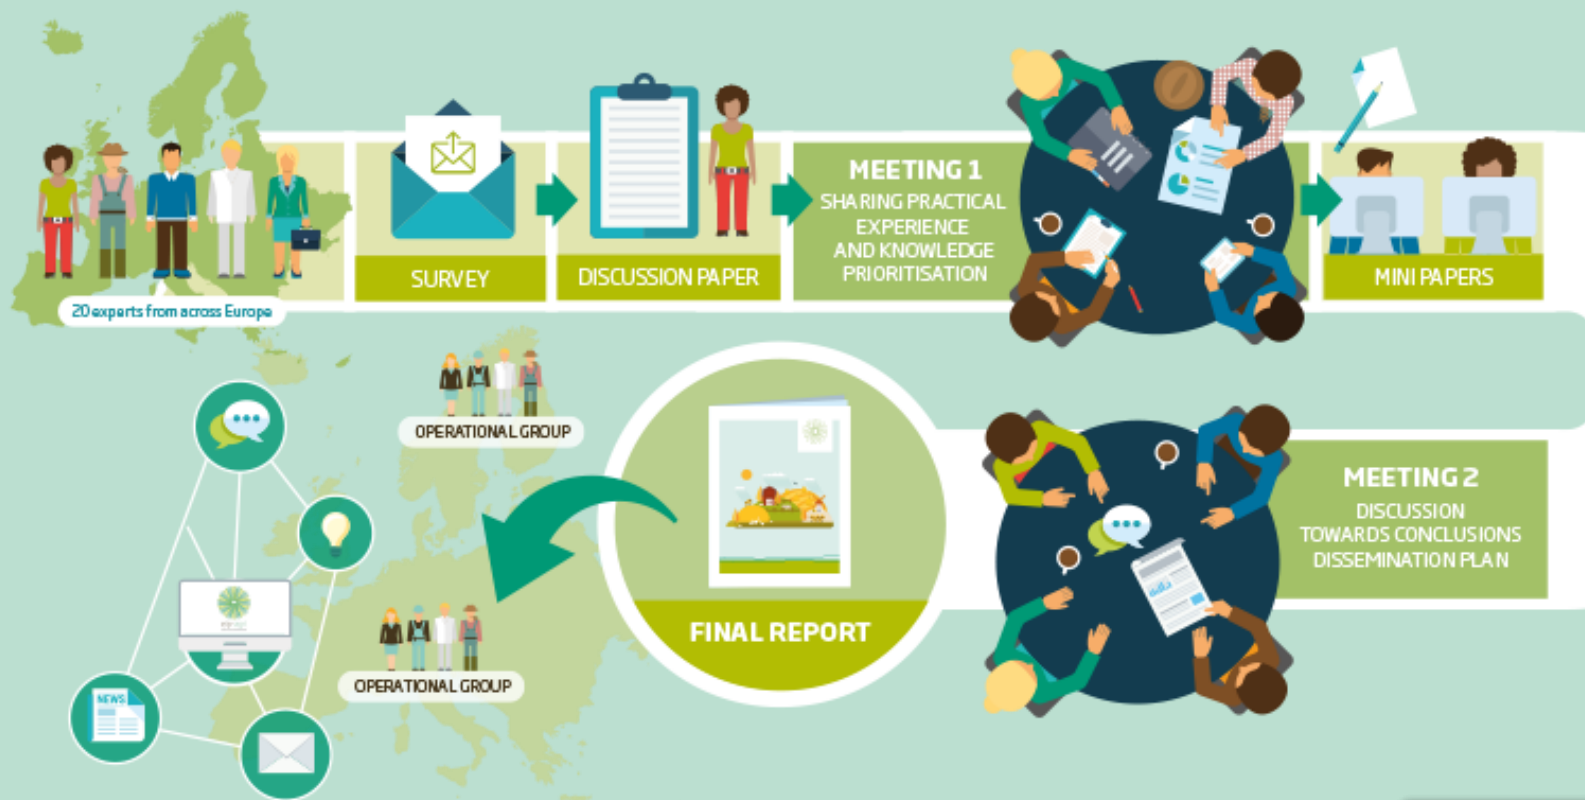 20 experts from across Europe
SURVEY
DISCUSSION PAPER
MEETING 1
SHARING PRACTICAL
EXPERIENCE
AND KNOWLEDGE
PRIORITISATION
MINI PAPERS
OPERATIONAL GROUP
OPERATIONAL GROUP
NEWS
FINAL REPORT
MEETING 2
DISCUSSION
TOWARDS CONCLUSIONS
DISSEMINATION PLAN